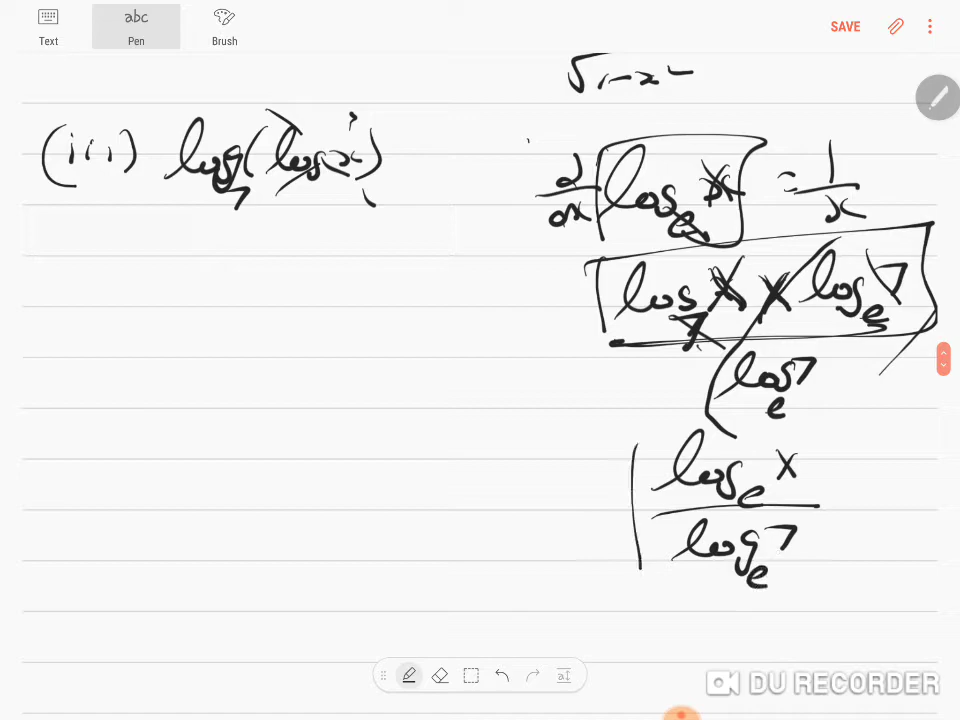 Text
abc
Pen
Brush
SAVE
√1-x²
(iii) log₇(log x)
d/dx logₑ x = 1/x
log₇ x × logₑ 7
logₑ 7
logₑ x
logₑ 7
DU RECORDER